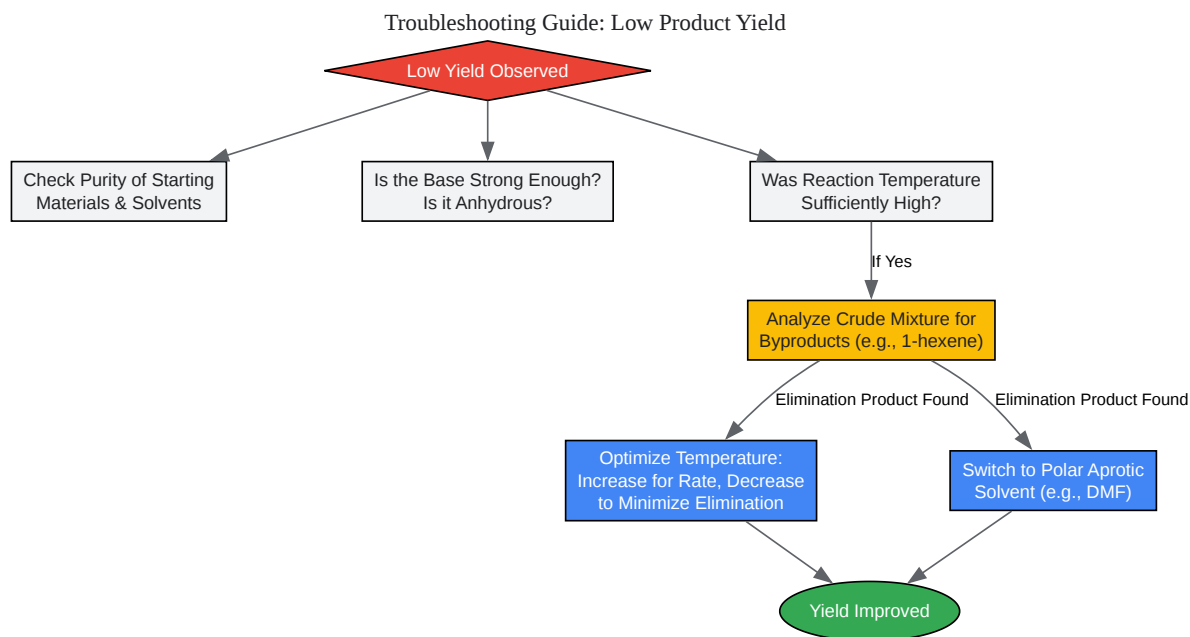 Troubleshooting Guide: Low Product Yield
Low Yield Observed
Check Purity of Starting
Materials & Solvents
Is the Base Strong Enough?
Is it Anhydrous?
Was Reaction Temperature
Sufficiently High?
If Yes
Analyze Crude Mixture for
Byproducts (e.g., 1-hexene)
Elimination Product Found
Elimination Product Found
Optimize Temperature:
Increase for Rate, Decrease
to Minimize Elimination
Switch to Polar Aprotic
Solvent (e.g., DMF)
Yield Improved